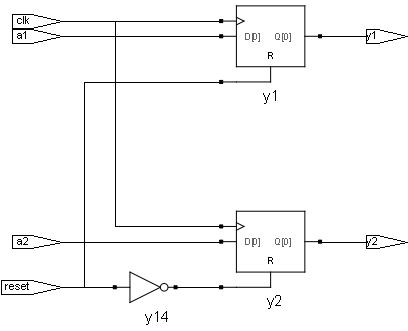 clk
a1
D[0] Q[0]
R
y1
y1
a2
D[0] Q[0]
R
y2
y2
reset
y14